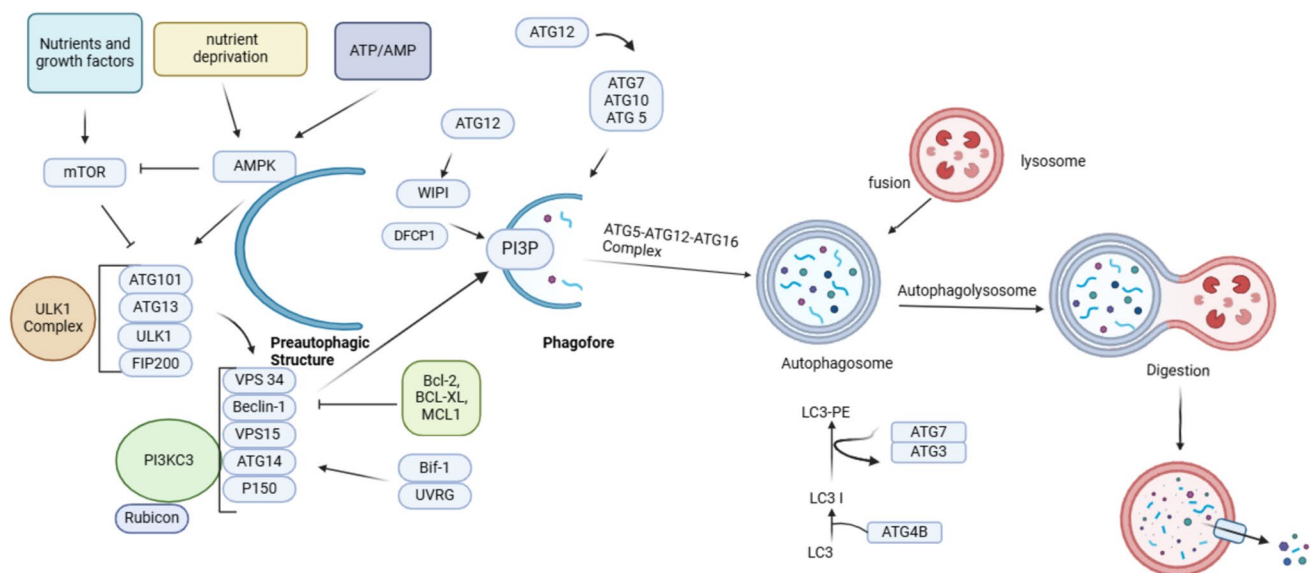 Nutrients and
growth factors
nutrient
deprivation
ATP/AMP
mTOR
AMPK
ULK1
Complex
ATG101
ATG13
ULK1
FIP200
Preautophagic
Structure
VPS 34
Beclin-1
VPS15
ATG14
P150
PI3KC3
Rubicon
Bcl-2,
BCL-XL,
MCL1
Bif-1
UVRG
ATG12
WIPI
DFCP1
PI3P
ATG12
ATG7
ATG10
ATG 5
Phagofore
ATG5-ATG12-ATG16
Complex
fusion
lysosome
Autophagosome
Autophagolysosome
Digestion
LC3-PE
ATG7
ATG3
LC3 I
ATG4B
LC3